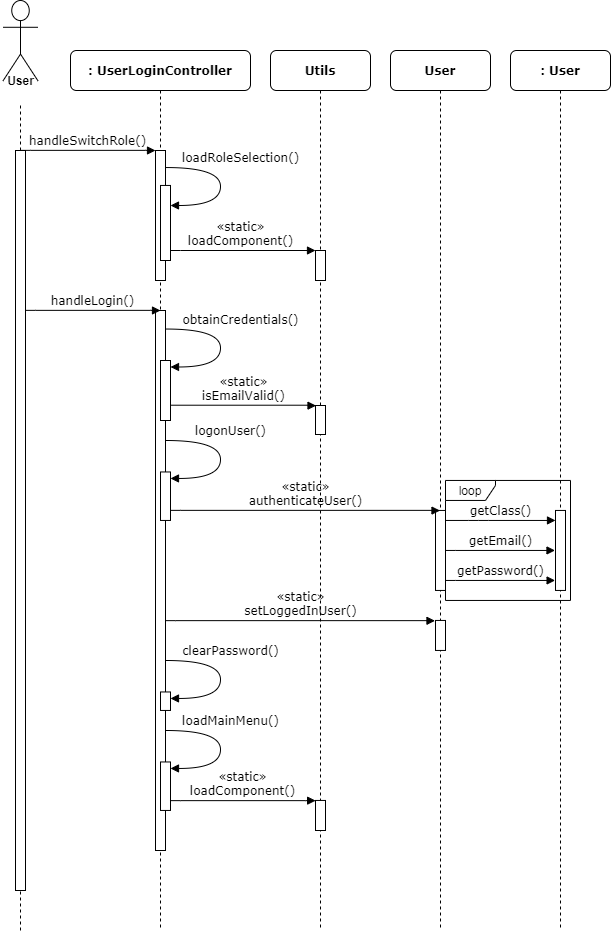 User
: UserLoginController
Utils
User
: User
handleSwitchRole()
loadRoleSelection()
«static»
loadComponent()
handleLogin()
obtainCredentials()
«static»
isEmailValid()
logonUser()
«static»
authenticateUser()
loop
getClass()
getEmail()
getPassword()
«static»
setLoggedInUser()
clearPassword()
loadMainMenu()
«static»
loadComponent()